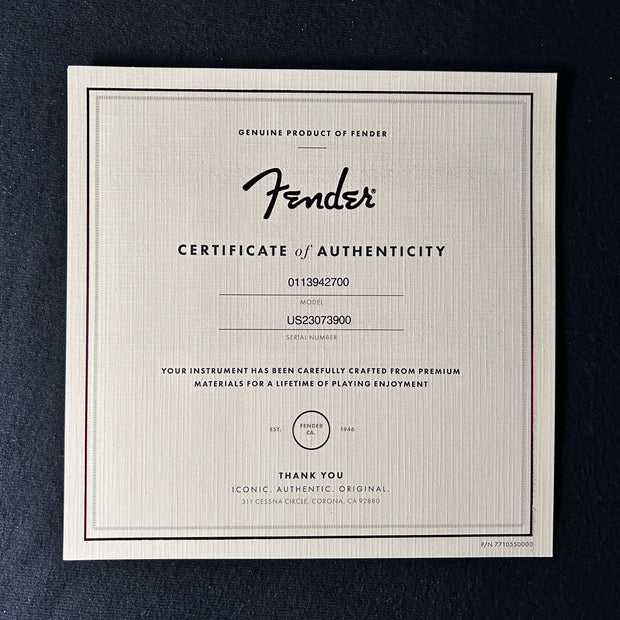 GENUINE PRODUCT OF FENDER
Fender®
CERTIFICATE of AUTHENTICITY
0113942700
MODEL
US23073900
SERIAL NUMBER
YOUR INSTRUMENT HAS BEEN CAREFULLY CRAFTED FROM PREMIUM
MATERIALS FOR A LIFETIME OF PLAYING ENJOYMENT
EST. FENDER CA. 1946
THANK YOU
ICONIC. AUTHENTIC. ORIGINAL.
311 CESSNA CIRCLE, CORONA, CA 92880
P/N 7710550000